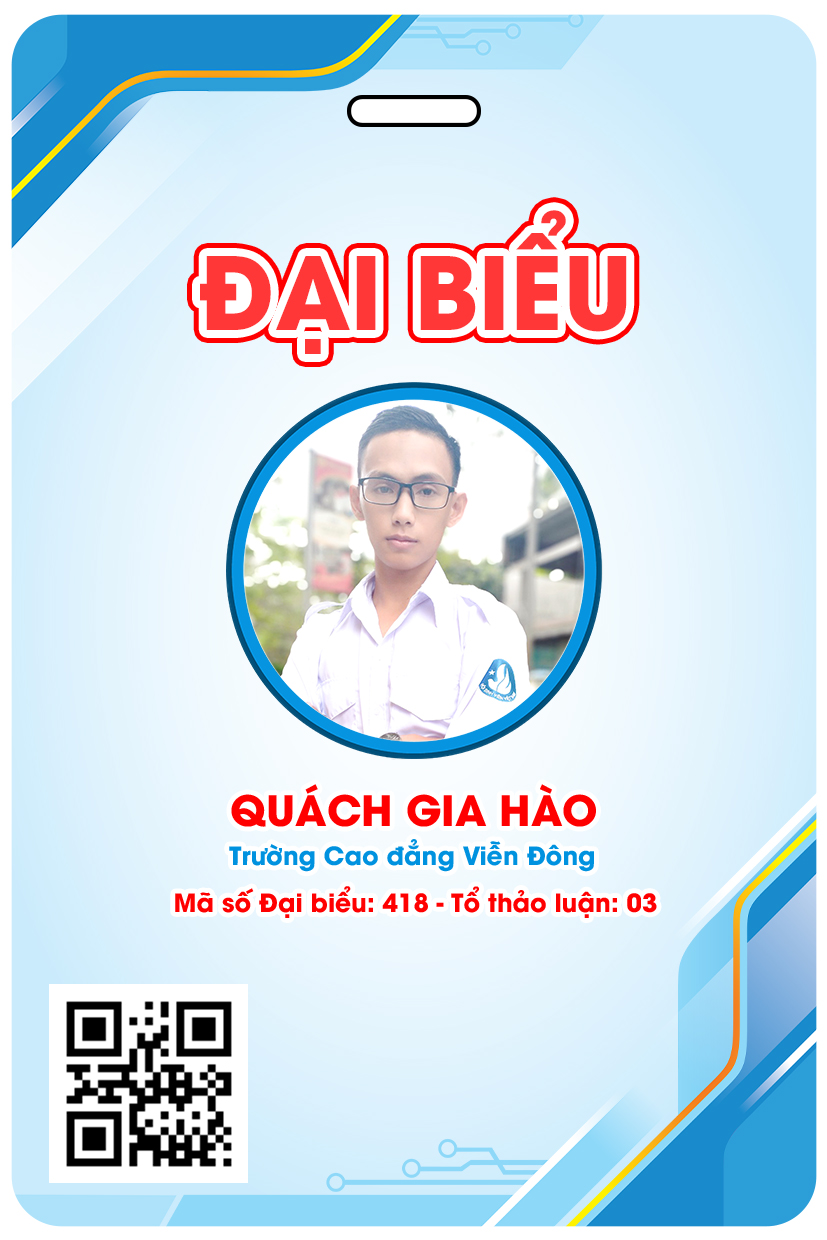 ĐẠI BIỂU
QUÁCH GIA HÀO
Trường Cao đẳng Viễn Đông
Mã số Đại biểu: 418 - Tổ thảo luận: 03